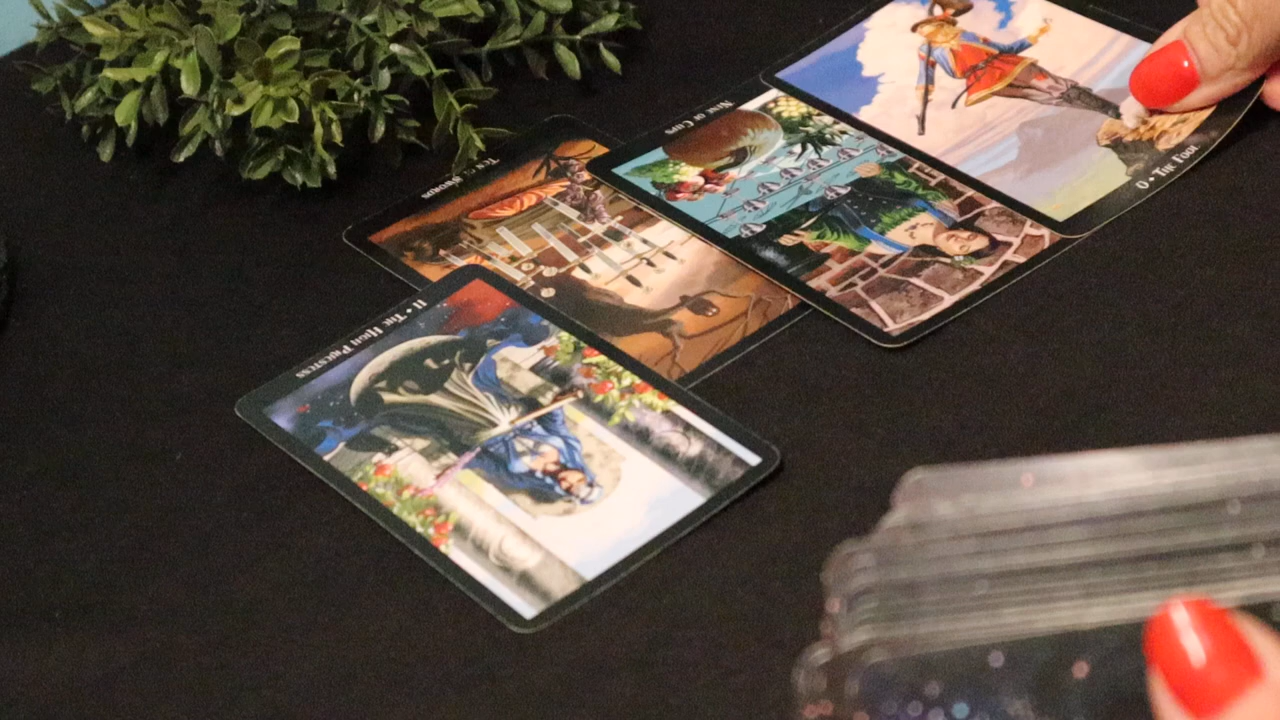 0 • The Fool
Nine of Cups
Ten of Swords
II • The High Priestess